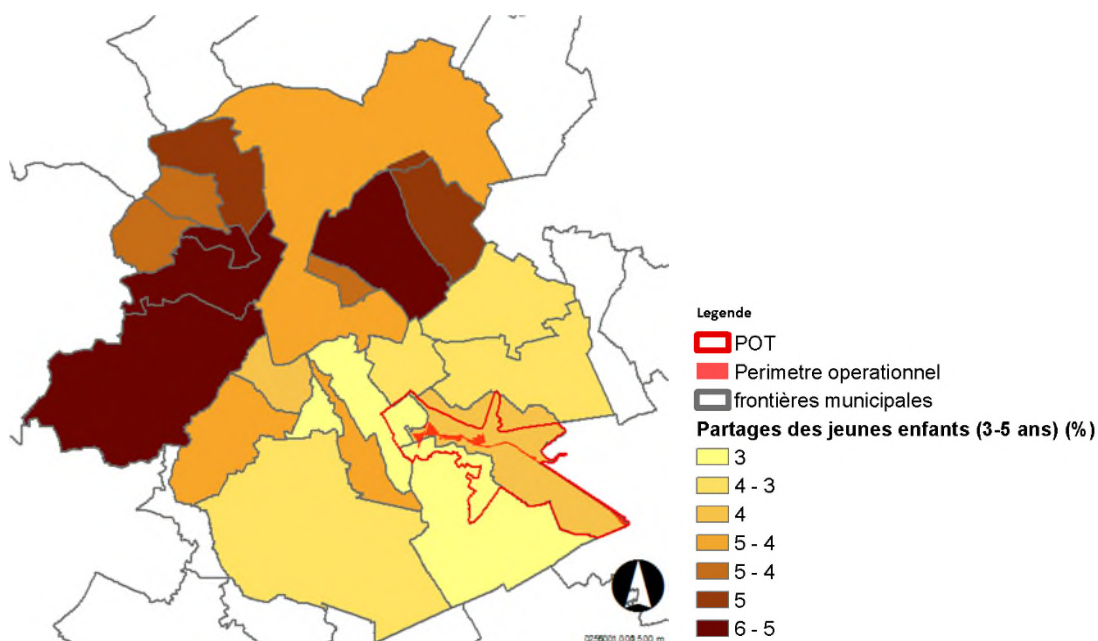 Legende
POT
Perimetre operationnel
frontières municipales
Partages des jeunes enfants (3-5 ans) (%)
3
4 - 3
4
5 - 4
5 - 4
5
6 - 5